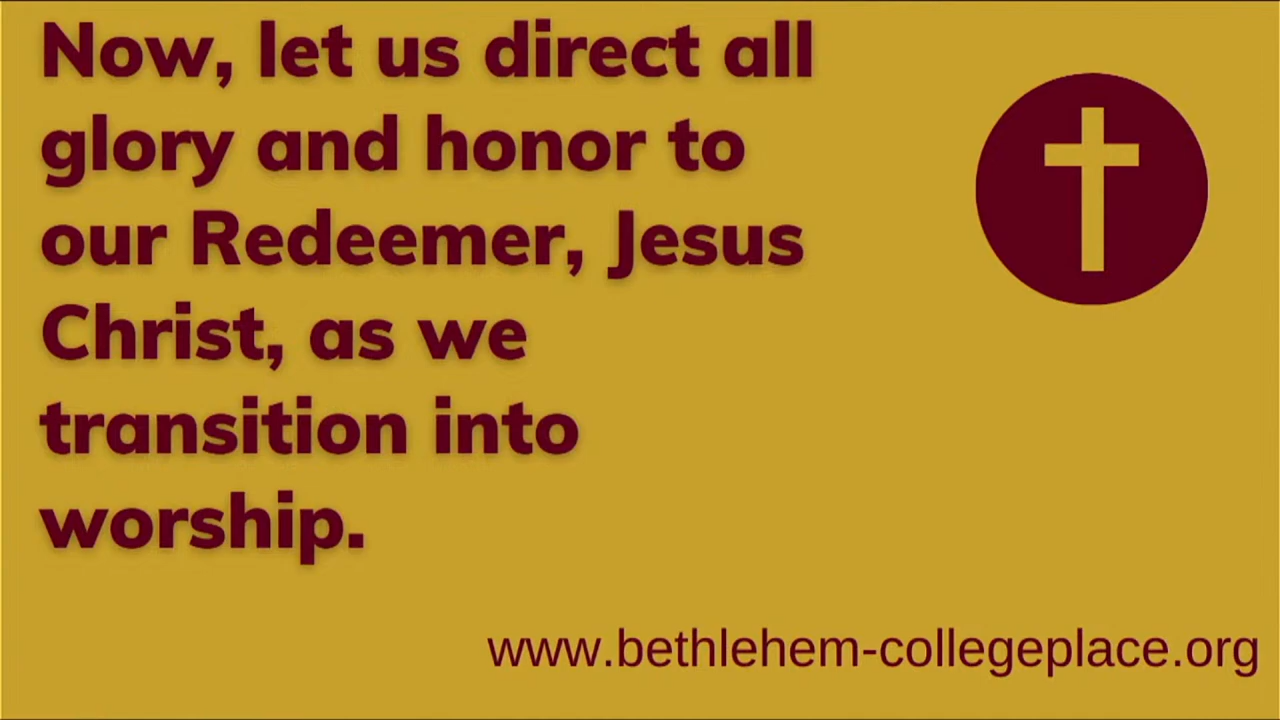 Now, let us direct all
glory and honor to
our Redeemer, Jesus
Christ, as we
transition into
worship.
www.bethlehem-collegeplace.org